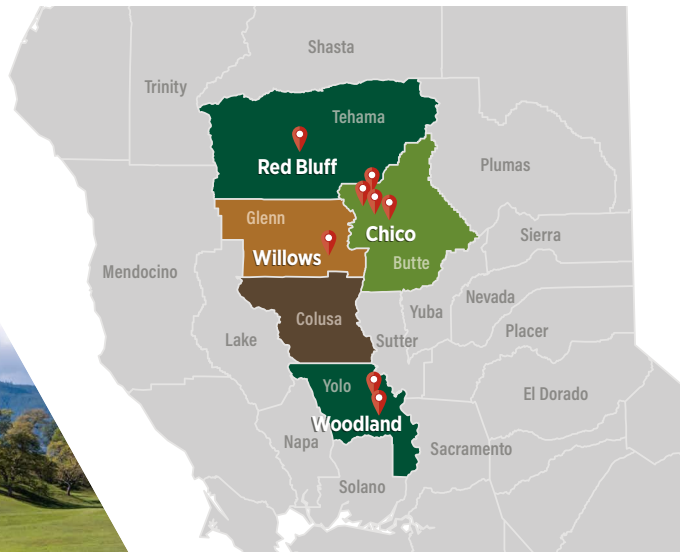 Shasta
Trinity
Tehama
Red Bluff
Plumas
Glenn
Chico
Sierra
Willows
Butte
Mendocino
Nevada
Yuba
Colusa
Placer
Lake
Sutter
Yolo
El Dorado
Woodland
Napa
Sacramento
Solano